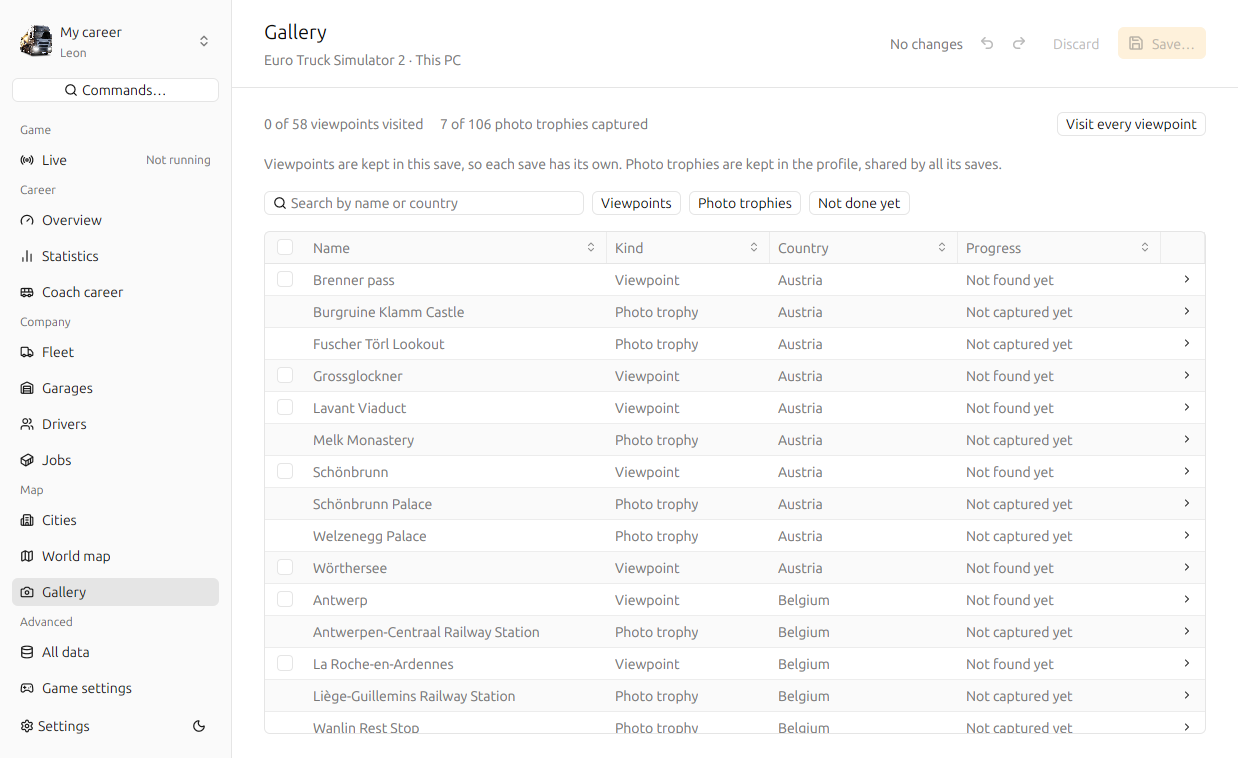 My career
Leon
Commands…
Game
Live Not running
Career
Overview
Statistics
Coach career
Company
Fleet
Garages
Drivers
Jobs
Map
Cities
World map
Gallery
Advanced
All data
Game settings
Settings
Gallery
Euro Truck Simulator 2 · This PC
No changes Discard Save…
0 of 58 viewpoints visited 7 of 106 photo trophies captured Visit every viewpoint
Viewpoints are kept in this save, so each save has its own. Photo trophies are kept in the profile, shared by all its saves.
Search by name or country Viewpoints Photo trophies Not done yet
Name Kind Country Progress
Brenner pass Viewpoint Austria Not found yet
Burgruine Klamm Castle Photo trophy Austria Not captured yet
Fuscher Törl Lookout Photo trophy Austria Not captured yet
Grossglockner Viewpoint Austria Not found yet
Lavant Viaduct Viewpoint Austria Not found yet
Melk Monastery Photo trophy Austria Not captured yet
Schönbrunn Viewpoint Austria Not found yet
Schönbrunn Palace Photo trophy Austria Not captured yet
Welzenegg Palace Photo trophy Austria Not captured yet
Wörthersee Viewpoint Austria Not found yet
Antwerp Viewpoint Belgium Not found yet
Antwerpen-Centraal Railway Station Photo trophy Belgium Not captured yet
La Roche-en-Ardennes Viewpoint Belgium Not found yet
Liège-Guillemins Railway Station Photo trophy Belgium Not captured yet
Wanlin Rest Stop Photo trophy Belgium Not captured yet